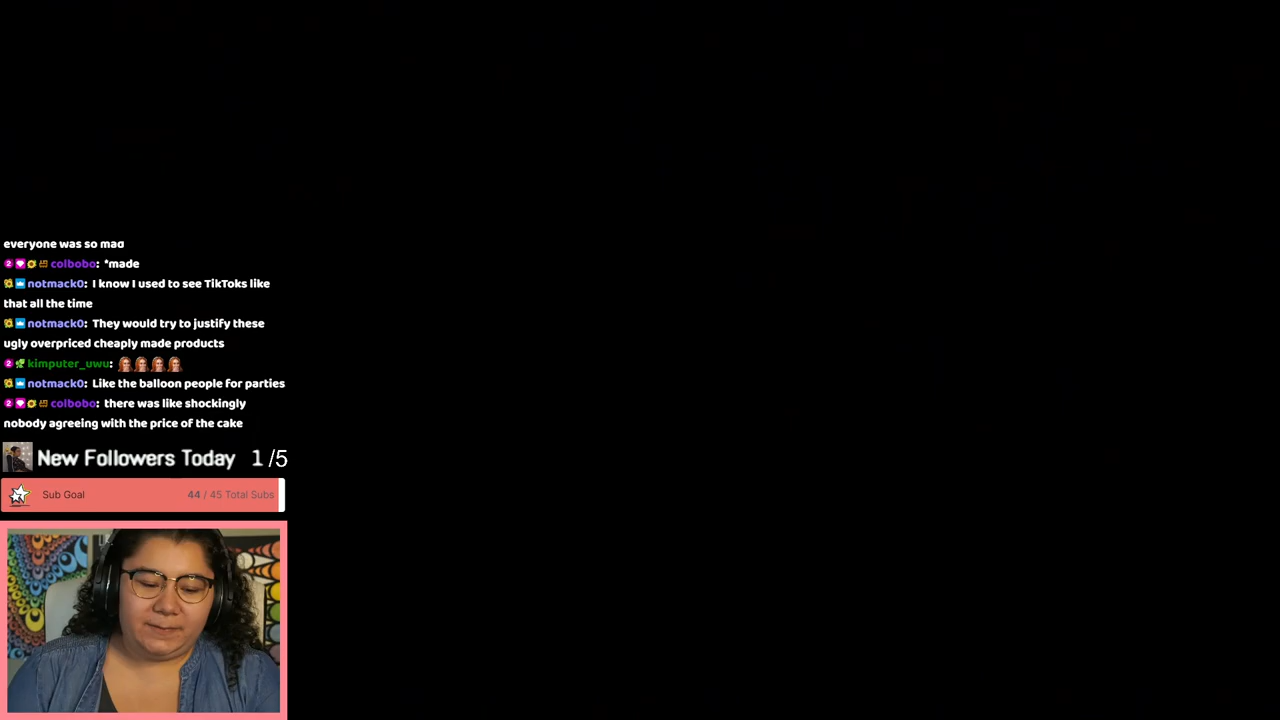 everyone was so mad
colbobo: *made
notmack0: I know I used to see TikToks like
that all the time
notmack0: They would try to justify these
ugly overpriced cheaply made products
kimputer_uwu:
notmack0: Like the balloon people for parties
colbobo: there was like shockingly
nobody agreeing with the price of the cake
New Followers Today 1 /5
Sub Goal 44 / 45 Total Subs